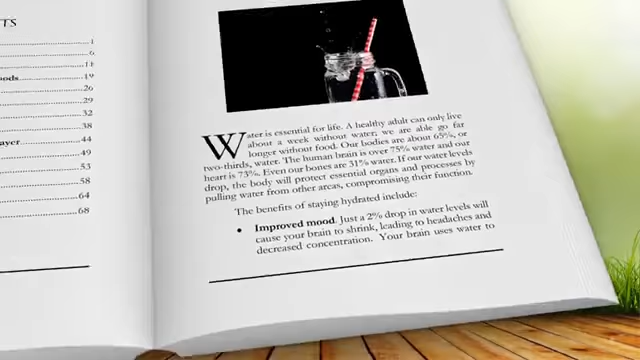 TS
1
6
14
oods 19
26
29
32
38
ayer 44
49
53
58
64
68
Water is essential for life. A healthy adult can only live
about a week without water; we are able go far
longer without food. Our bodies are about 65%, or
two-thirds, water. The human brain is over 75% water and our
heart is 73%. Even our bones are 31% water. If our water levels
drop, the body will protect essential organs and processes by
pulling water from other areas, compromising their function.
The benefits of staying hydrated include:
• Improved mood. Just a 2% drop in water levels will
cause your brain to shrink, leading to headaches and
decreased concentration. Your brain uses water to